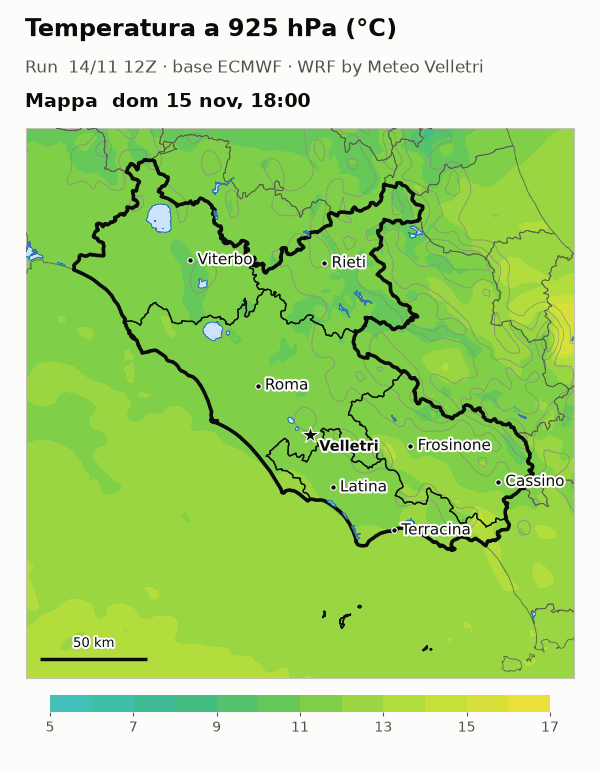 Temperatura a 925 hPa (°C)
Run  14/11 12Z · base ECMWF · WRF by Meteo Velletri
Mappa  dom 15 nov, 18:00
Viterbo
Rieti
Roma
Velletri
Frosinone
Latina
Cassino
Terracina
50 km
5 7 9 11 13 15 17